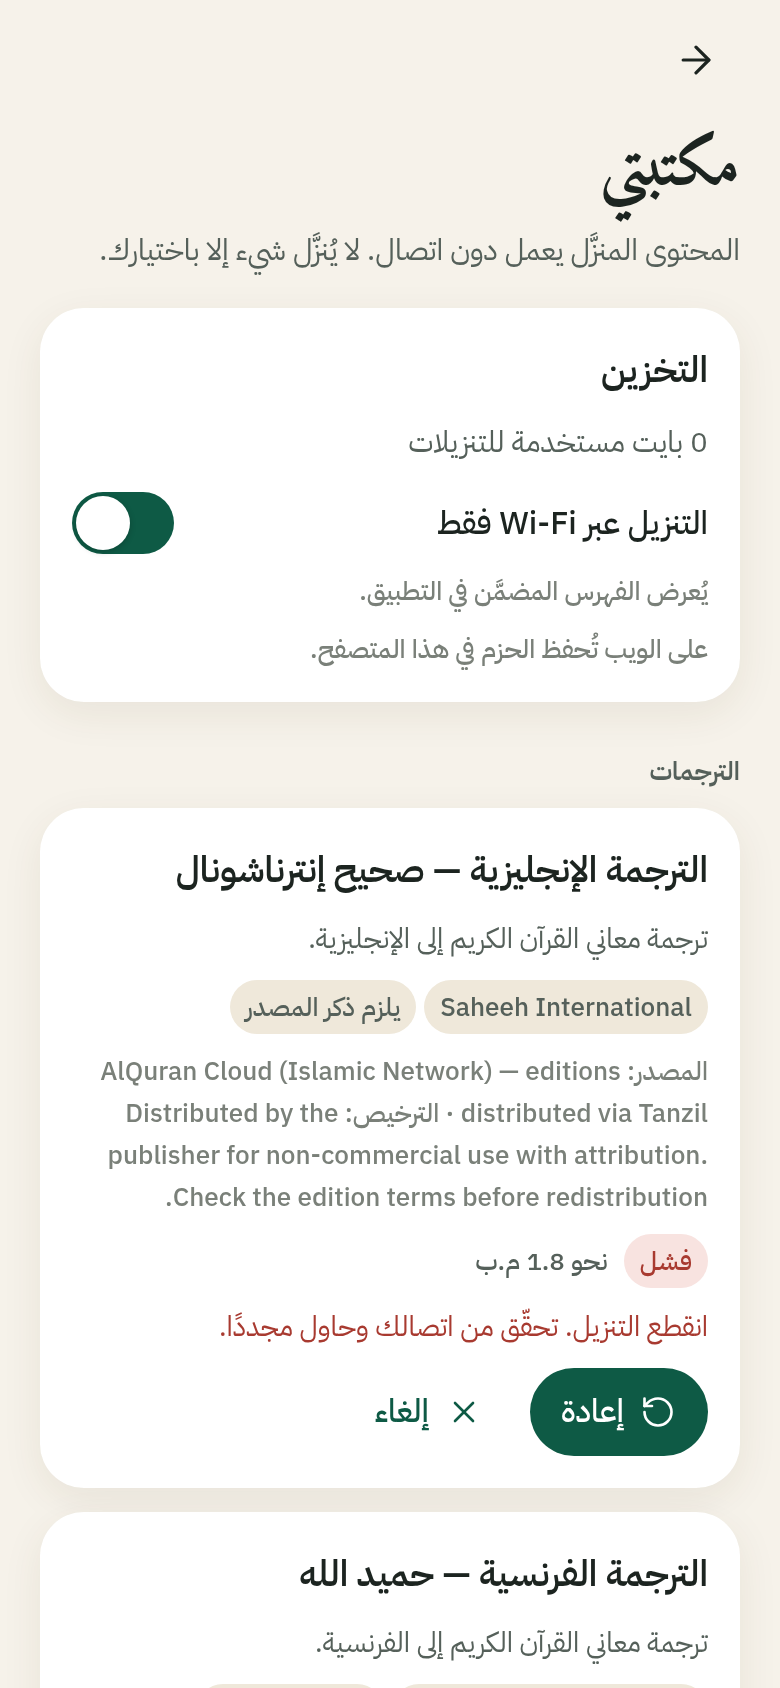 مكتبتي
المحتوى المنزَّل يعمل دون اتصال. لا يُنزَّل شيء إلا باختيارك.
التخزين
0 بايت مستخدمة للتنزيلات
التنزيل عبر Wi-Fi فقط
يُعرض الفهرس المضمَّن في التطبيق.
على الويب تُحفظ الحزم في هذا المتصفح.
الترجمات
الترجمة الإنجليزية — صحيح إنترناشونال
ترجمة معاني القرآن الكريم إلى الإنجليزية.
Saheeh International
يلزم ذكر المصدر
المصدر: AlQuran Cloud (Islamic Network) — editions
distributed via Tanzil · الترخيص: Distributed by the
publisher for non-commercial use with attribution.
Check the edition terms before redistribution.
فشل
نحو 1.8 م.ب
انقطع التنزيل. تحقّق من اتصالك وحاول مجددًا.
إعادة
إلغاء
الترجمة الفرنسية — حميد الله
ترجمة معاني القرآن الكريم إلى الفرنسية.